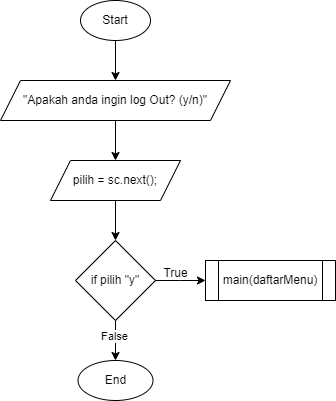 Start
"Apakah anda ingin log Out? (y/n)"
pilih = sc.next();
if pilih "y"
True
main(daftarMenu)
False
End